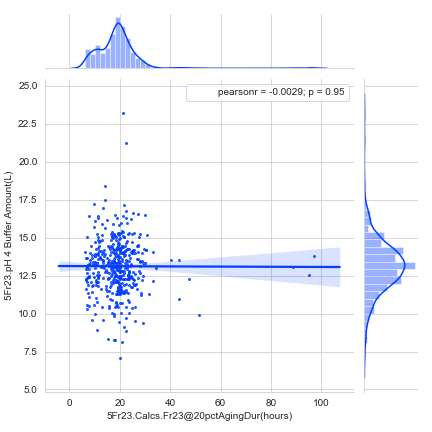 25.0
pearsonr = -0.0029; p = 0.95
22.5
20.0
17.5
15.0
12.5
10.0
7.5
5.0
5Fr23.pH 4 Buffer Amount(L)
0 20 40 60 80 100
5Fr23.Calcs.Fr23@20pctAgingDur(hours)